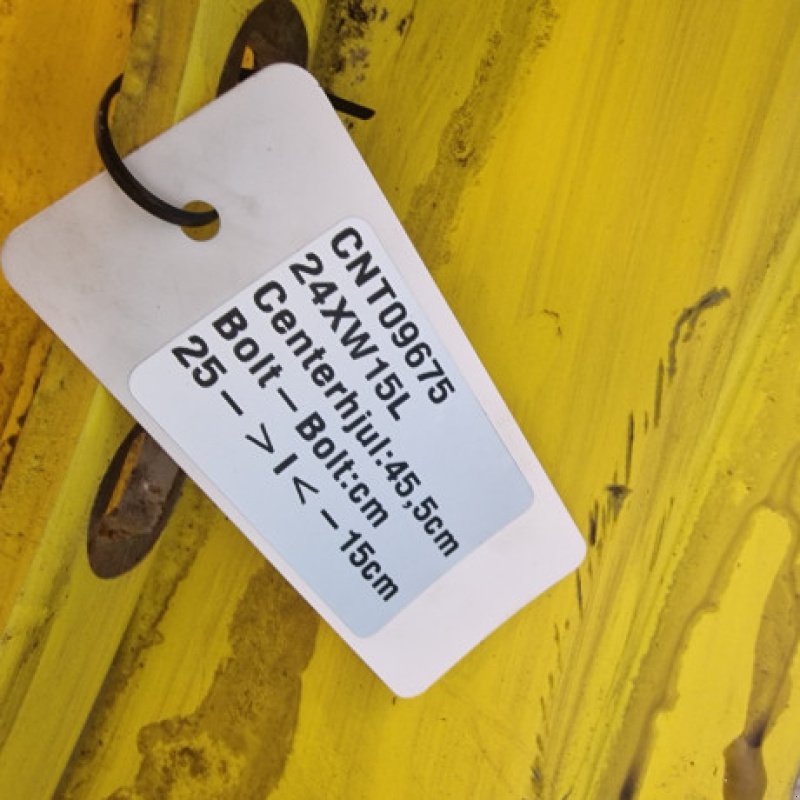 CNT09675
24XW15L
Centerhjul:45,5cm
Bolt-Bolt:cm
25->|<-15cm